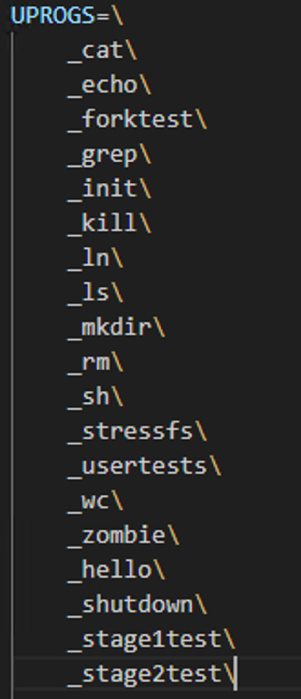 UPROGS=\
_cat\
_echo\
_forktest\
_grep\
_init\
_kill\
_ln\
_ls\
_mkdir\
_rm\
_sh\
_stressfs\
_usertests\
_wc\
_zombie\
_hello\
_shutdown\
_stage1test\
_stage2test\